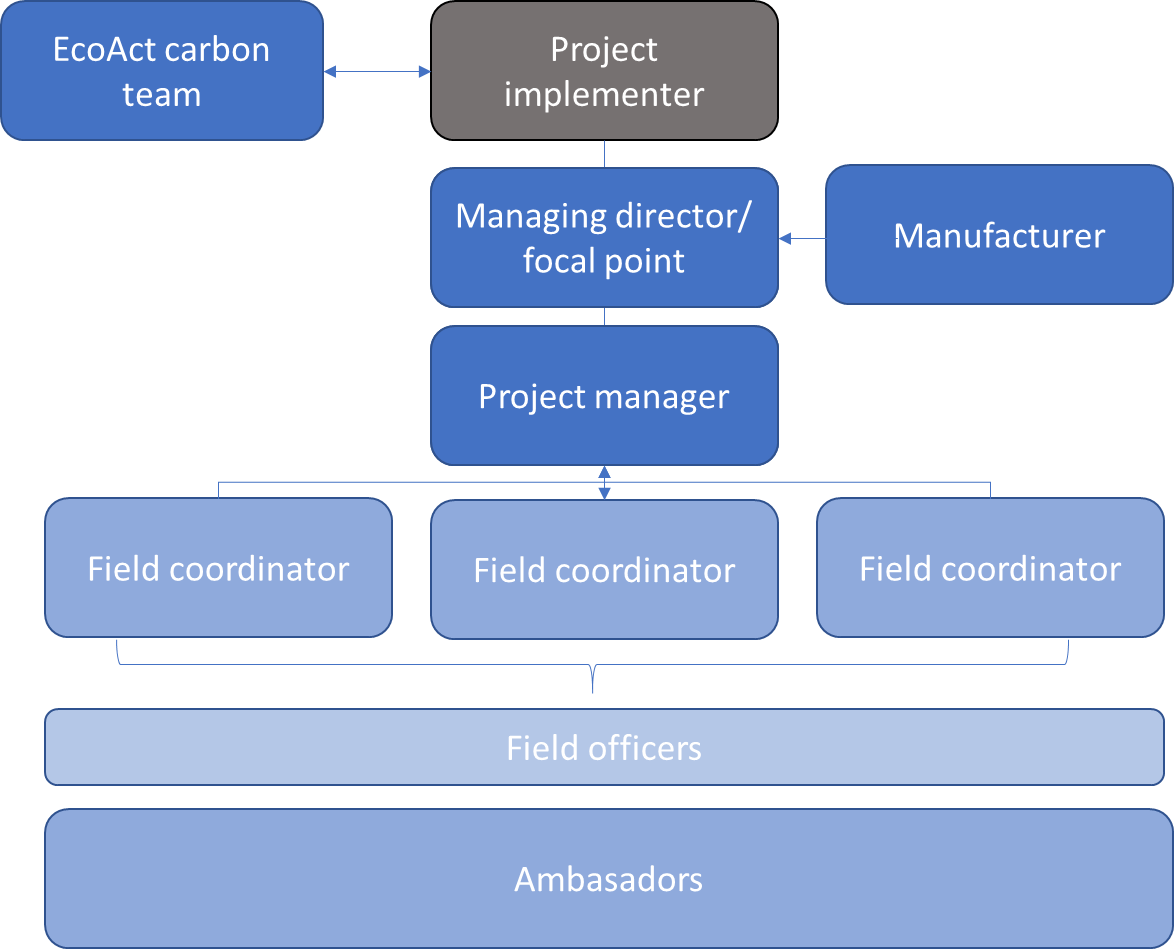 EcoAct carbon
team
Project
implementer
Managing director/
focal point
Manufacturer
Project manager
Field coordinator
Field coordinator
Field coordinator
Field officers
Ambasadors